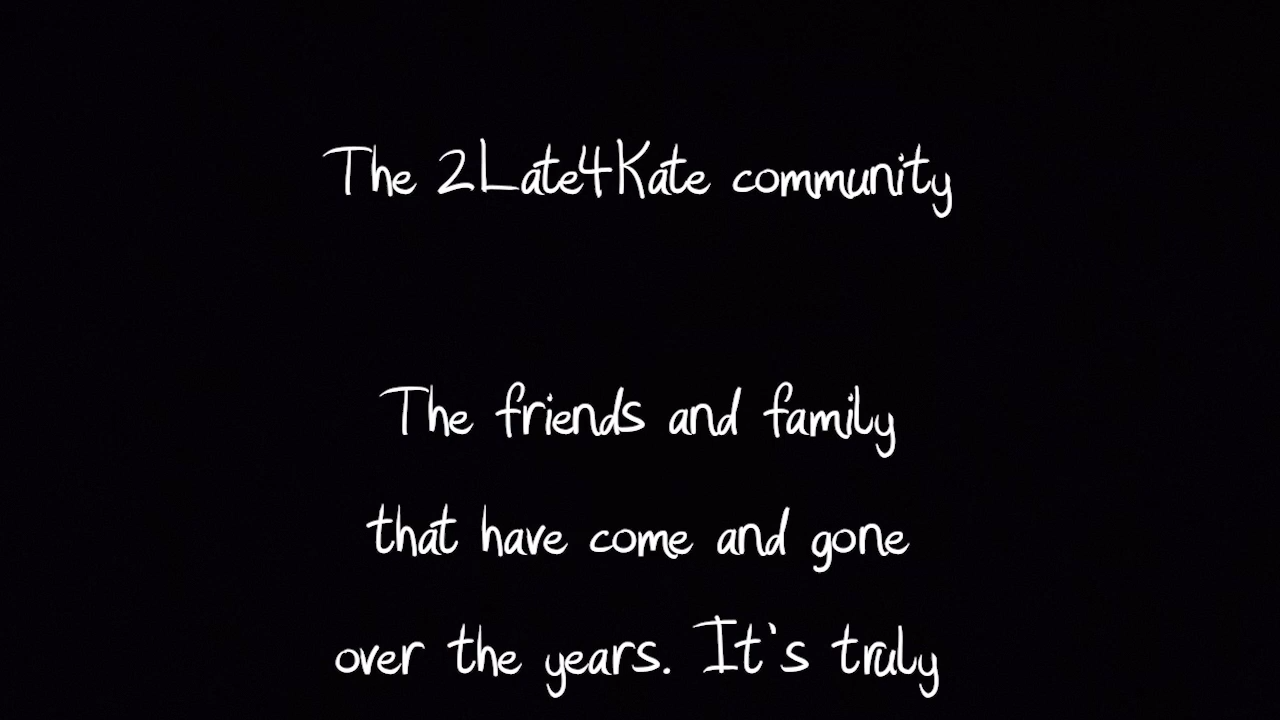 The 2Late4Kate community
The friends and family
that have come and gone
over the years. It's truly